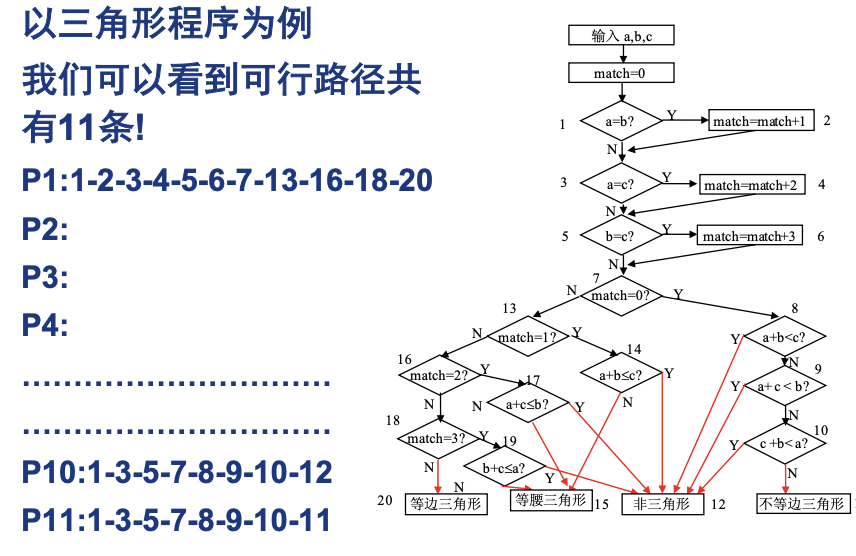 以三角形程序为例
我们可以看到可行路径共
有11条!
P1:1-2-3-4-5-6-7-13-16-18-20
P2:
P3:
P4:
..............................
..............................
P10:1-3-5-7-8-9-10-12
P11:1-3-5-7-8-9-10-11
输入 a,b,c
match=0
1 a=b? Y match=match+1 2
N
3 a=c? Y match=match+2 4
N
5 b=c? Y match=match+3 6
N
7
N match=0? Y
13 8
N match=1? Y Y a+b<c?
N
16 14 9
match=2? Y a+b≤c? Y Y a+ c < b?
17
N N a+c≤b? Y N N
18 10
match=3? Y Y c +b< a?
19
N b+c≤a? Y N
N
20 等边三角形 等腰三角形 15 非三角形 12 不等边三角形